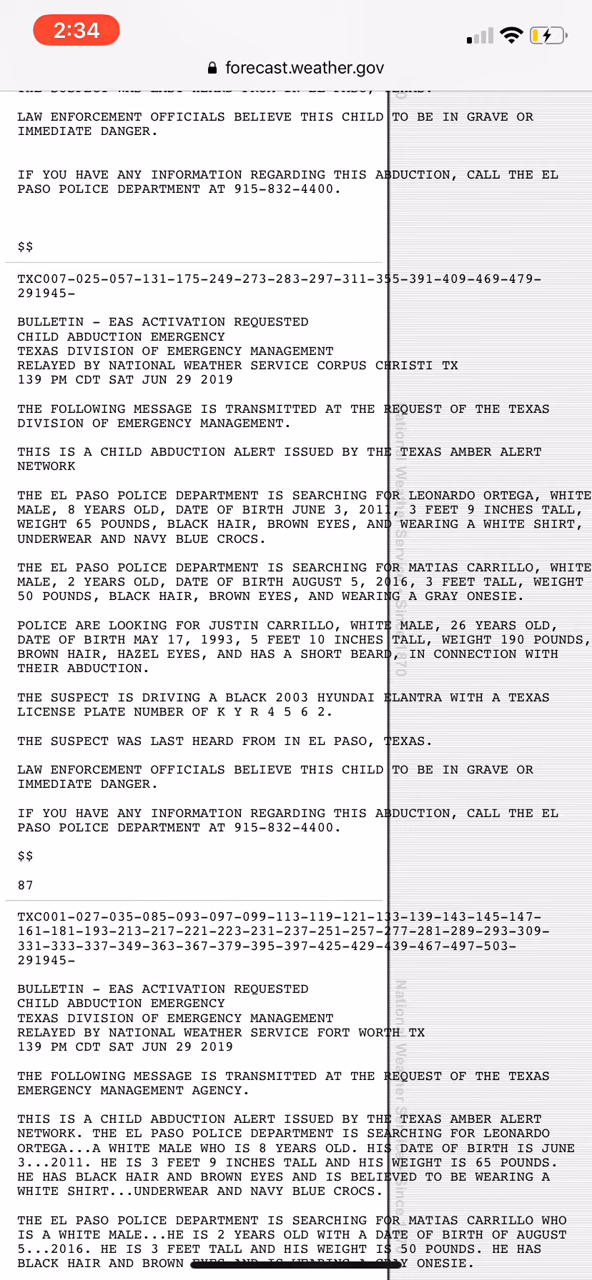 2:34
forecast.weather.gov
LAW ENFORCEMENT OFFICIALS BELIEVE THIS CHILD TO BE IN GRAVE OR
IMMEDIATE DANGER.
IF YOU HAVE ANY INFORMATION REGARDING THIS ABDUCTION, CALL THE EL
PASO POLICE DEPARTMENT AT 915-832-4400.
$$
TXC007-025-057-131-175-249-273-283-297-311-355-391-409-469-479-
291945-
BULLETIN - EAS ACTIVATION REQUESTED
CHILD ABDUCTION EMERGENCY
TEXAS DIVISION OF EMERGENCY MANAGEMENT
RELAYED BY NATIONAL WEATHER SERVICE CORPUS CHRISTI TX
139 PM CDT SAT JUN 29 2019
THE FOLLOWING MESSAGE IS TRANSMITTED AT THE REQUEST OF THE TEXAS
DIVISION OF EMERGENCY MANAGEMENT.
THIS IS A CHILD ABDUCTION ALERT ISSUED BY THE TEXAS AMBER ALERT
NETWORK
THE EL PASO POLICE DEPARTMENT IS SEARCHING FOR LEONARDO ORTEGA, WHITE
MALE, 8 YEARS OLD, DATE OF BIRTH JUNE 3, 2011, 3 FEET 9 INCHES TALL,
WEIGHT 65 POUNDS, BLACK HAIR, BROWN EYES, AND WEARING A WHITE SHIRT,
UNDERWEAR AND NAVY BLUE CROCS.
THE EL PASO POLICE DEPARTMENT IS SEARCHING FOR MATIAS CARRILLO, WHITE
MALE, 2 YEARS OLD, DATE OF BIRTH AUGUST 5, 2016, 3 FEET TALL, WEIGHT
50 POUNDS, BLACK HAIR, BROWN EYES, AND WEARING A GRAY ONESIE.
POLICE ARE LOOKING FOR JUSTIN CARRILLO, WHITE MALE, 26 YEARS OLD,
DATE OF BIRTH MAY 17, 1993, 5 FEET 10 INCHES TALL, WEIGHT 190 POUNDS,
BROWN HAIR, HAZEL EYES, AND HAS A SHORT BEARD, IN CONNECTION WITH
THEIR ABDUCTION.
THE SUSPECT IS DRIVING A BLACK 2003 HYUNDAI ELANTRA WITH A TEXAS
LICENSE PLATE NUMBER OF K Y R 4 5 6 2.
THE SUSPECT WAS LAST HEARD FROM IN EL PASO, TEXAS.
LAW ENFORCEMENT OFFICIALS BELIEVE THIS CHILD TO BE IN GRAVE OR
IMMEDIATE DANGER.
IF YOU HAVE ANY INFORMATION REGARDING THIS ABDUCTION, CALL THE EL
PASO POLICE DEPARTMENT AT 915-832-4400.
$$
87
TXC001-027-035-085-093-097-099-113-119-121-133-139-143-145-147-
161-181-193-213-217-221-223-231-237-251-257-277-281-289-293-309-
331-333-337-349-363-367-379-395-397-425-429-439-467-497-503-
291945-
BULLETIN - EAS ACTIVATION REQUESTED
CHILD ABDUCTION EMERGENCY
TEXAS DIVISION OF EMERGENCY MANAGEMENT
RELAYED BY NATIONAL WEATHER SERVICE FORT WORTH TX
139 PM CDT SAT JUN 29 2019
THE FOLLOWING MESSAGE IS TRANSMITTED AT THE REQUEST OF THE TEXAS
EMERGENCY MANAGEMENT AGENCY.
THIS IS A CHILD ABDUCTION ALERT ISSUED BY THE TEXAS AMBER ALERT
NETWORK. THE EL PASO POLICE DEPARTMENT IS SEARCHING FOR LEONARDO
ORTEGA...A WHITE MALE WHO IS 8 YEARS OLD. HIS DATE OF BIRTH IS JUNE
3...2011. HE IS 3 FEET 9 INCHES TALL AND HIS WEIGHT IS 65 POUNDS.
HE HAS BLACK HAIR AND BROWN EYES AND IS BELIEVED TO BE WEARING A
WHITE SHIRT...UNDERWEAR AND NAVY BLUE CROCS.
THE EL PASO POLICE DEPARTMENT IS SEARCHING FOR MATIAS CARRILLO WHO
IS A WHITE MALE...HE IS 2 YEARS OLD WITH A DATE OF BIRTH OF AUGUST
5...2016. HE IS 3 FEET TALL AND HIS WEIGHT IS 50 POUNDS. HE HAS
BLACK HAIR AND BROWN ONESIE.